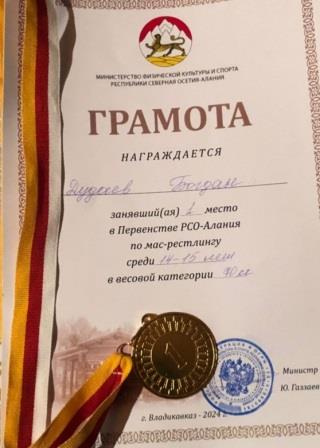 МИНИСТЕРСТВО ФИЗИЧЕСКОЙ КУЛЬТУРЫ И СПОРТА
РЕСПУБЛИКИ СЕВЕРНАЯ ОСЕТИЯ-АЛАНИЯ
ГРАМОТА
НАГРАЖДАЕТСЯ
Богдан
занявший(ая) место
в Первенстве РСО-Алания
по мас-рестлингу
среди 14-15 лет
в весовой категории 90 кг
1
Министр
Ю. Газзаев
г. Владикавказ - 2024 г.